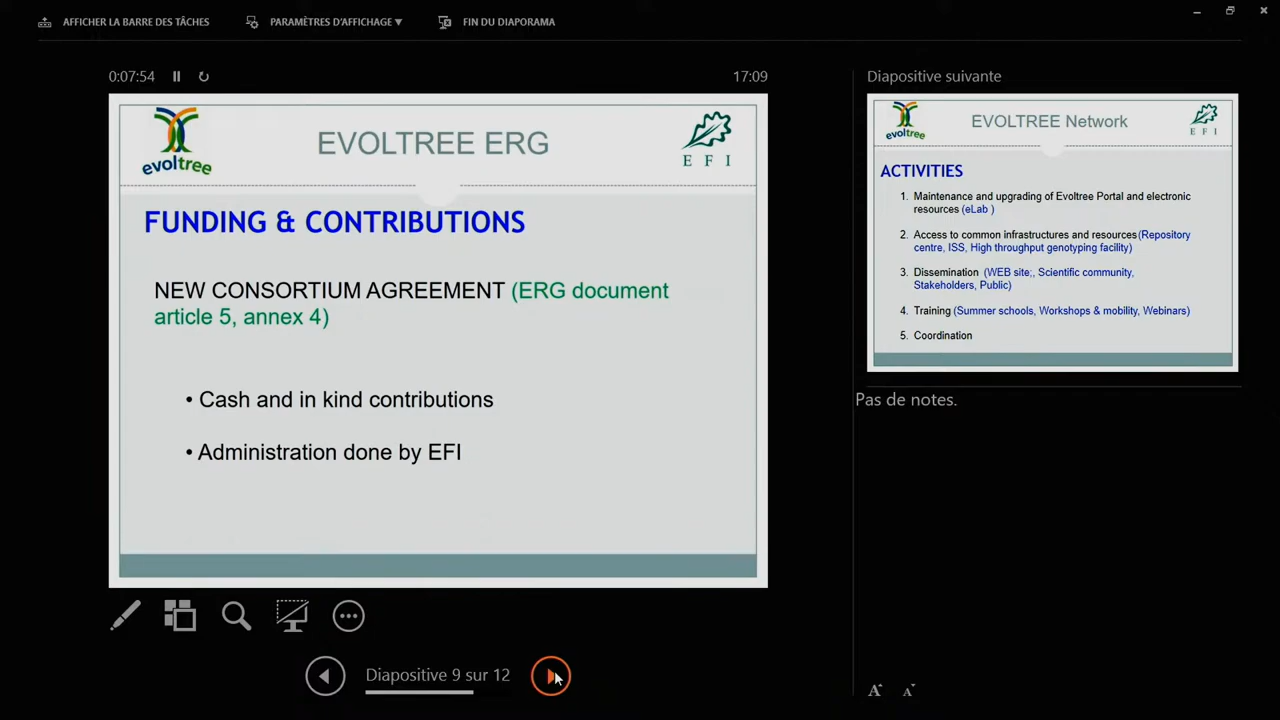 AFFICHER LA BARRE DES TÂCHES
PARAMÈTRES D'AFFICHAGE ▼
FIN DU DIAPORAMA
0:07:54
17:09
evoltree
EVOLTREE ERG
EFI
FUNDING & CONTRIBUTIONS
NEW CONSORTIUM AGREEMENT (ERG document
article 5, annex 4)
• Cash and in kind contributions
• Administration done by EFI
Diapositive 9 sur 12
Diapositive suivante
evoltree
EVOLTREE Network
EFI
ACTIVITIES
1. Maintenance and upgrading of Evoltree Portal and electronic
resources (eLab )
2. Access to common infrastructures and resources(Repository
centre, ISS, High throughput genotyping facility)
3. Dissemination (WEB site;, Scientific community,
Stakeholders, Public)
4. Training (Summer schools, Workshops & mobility, Webinars)
5. Coordination
Pas de notes.
A A